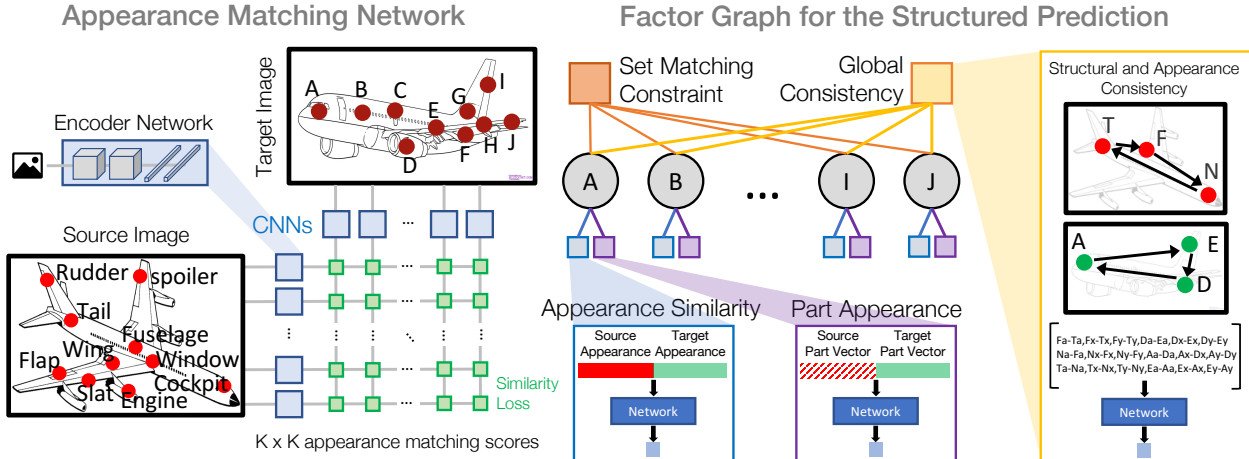 Appearance Matching Network
Factor Graph for the Structured Prediction
Encoder Network
Target Image
A
B
C
D
E
F
G
H
I
J
CNNs
...
Source Image
Rudder
spoiler
Tail
Fuselage
Flap
Wing
Window
Cockpit
Slat
Engine
Similarity
Loss
K x K appearance matching scores
Set Matching
Constraint
Global
Consistency
A
B
...
I
J
Appearance Similarity
Source
Appearance
Target
Appearance
Network
Part Appearance
Source
Part Vector
Target
Part Vector
Network
Structural and Appearance
Consistency
T
F
N
A
E
D
Fa-Ta,Fx-Tx,Fy-Ty,Da-Ea,Dx-Ex,Dy-Ey
Na-Fa,Nx-Fx,Ny-Fy,Aa-Da,Ax-Dx,Ay-Dy
Ta-Na,Tx-Nx,Ty-Ny,Ea-Aa,Ex-Ax,Ey-Ay
Network